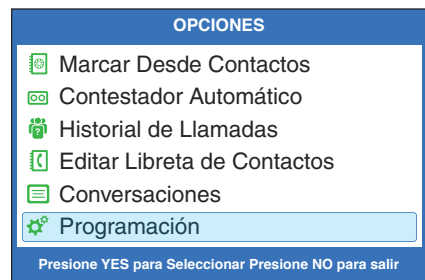 OPCIONES
Marcar Desde Contactos
Contestador Automático
Historial de Llamadas
Editar Libreta de Contactos
Conversaciones
Programación
Presione YES para Seleccionar Presione NO para salir